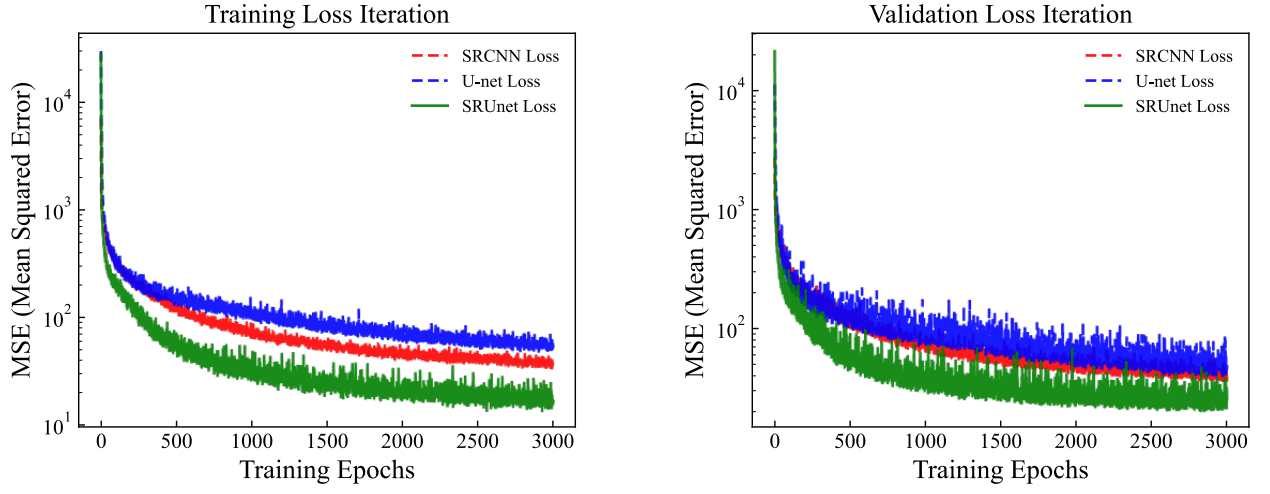 Training Loss Iteration
MSE (Mean Squared Error)
10^4
10^3
10^2
10^1
SRCNN Loss
U-net Loss
SRUnet Loss
0 500 1000 1500 2000 2500 3000
Training Epochs
Validation Loss Iteration
MSE (Mean Squared Error)
10^4
10^3
10^2
SRCNN Loss
U-net Loss
SRUnet Loss
0 500 1000 1500 2000 2500 3000
Training Epochs